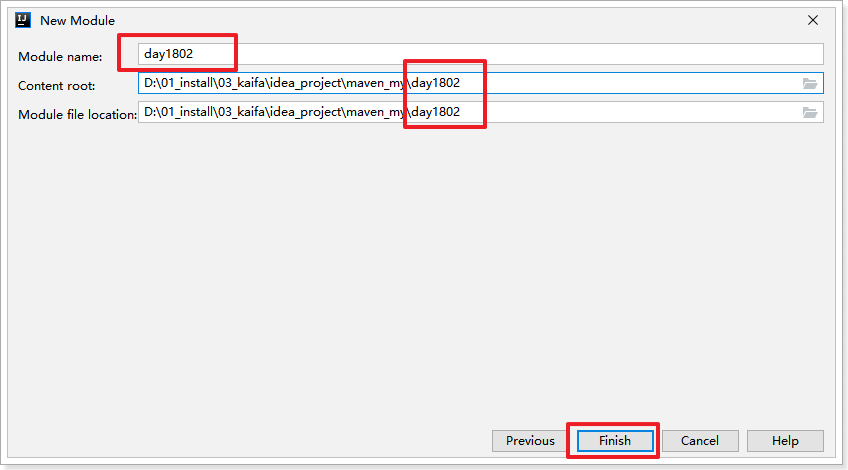 IJ New Module
Module name: day1802
Content root: D:\01_install\03_kaifa\idea_project\maven_my\day1802
Module file location: D:\01_install\03_kaifa\idea_project\maven_my\day1802
Previous Finish Cancel Help